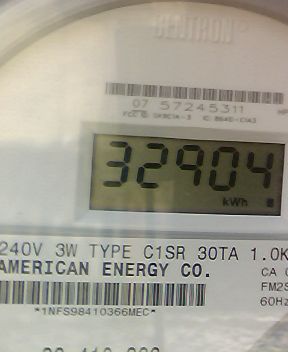 CENTRON®
07 57245311
32904
kWh
240V 3W TYPE C1SR 30TA 1.0K
AMERICAN ENERGY CO.
CA
FM2S
60Hz
*1NFS98410366MEC*